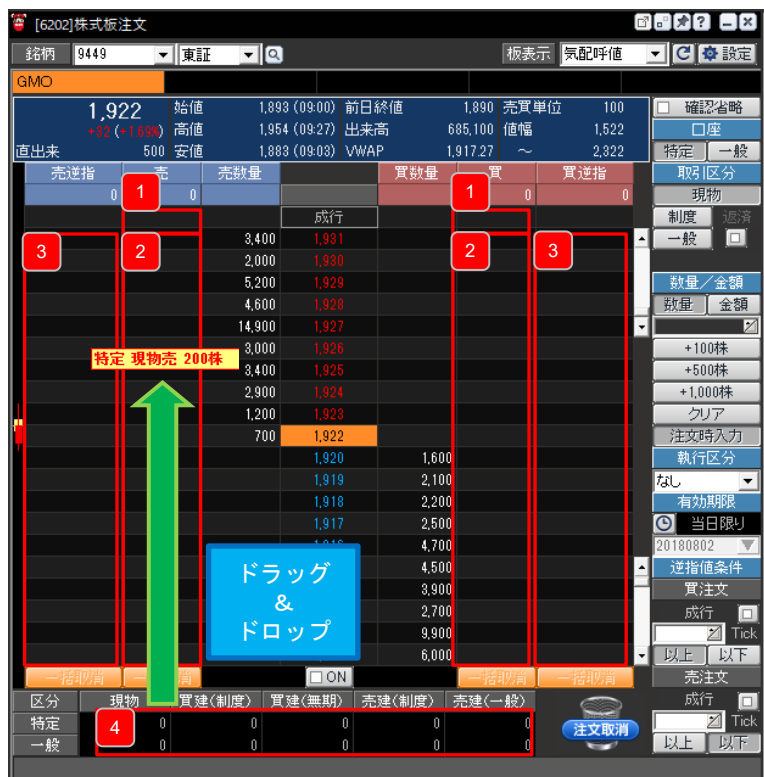 [6202]株式板注文
銘柄 9449 東証 板表示 気配呼値 C 設定
GMO
1,922 始値 1,893 (09:00) 前日終値 1,890 売買単位 100
+32 (+1.69%) 高値 1,954 (09:27) 出来高 685,100 値幅 1,522
直出来 500 安値 1,883 (09:03) VWAP 1,917.27 ～ 2,322
売逆指 売 売数量 買数量 買 買逆指
0 1 0 1 0 0
成行
3 2 3,400 1,931 2 3
2,000 1,930
5,200 1,929
4,600 1,928
14,900 1,927
3,000 1,926
特定 現物売 200株
3,400 1,925
2,900 1,924
1,200 1,923
700 1,922
1,920 1,600
1,919 2,100
1,918 2,200
1,917 2,500
4,700
4,500
3,900
2,700
9,900
6,000
ドラッグ
&
ドロップ
一括取消 ON 一括取消 一括取消
区分 現物 買建(制度) 買建(無期) 売建(制度) 売建(一般)
特定 4 0 0 0 0 0
一般 0 0 0 0 0
注文取消
確認省略
口座
特定 一般
取引区分
現物
制度 返済
一般
数量/金額
数量 金額
+100株
+500株
+1,000株
クリア
注文時入力
執行区分
なし
有効期限
当日限り
20180802
逆指値条件
買注文
成行
Tick
以上 以下
売注文
成行
Tick
以上 以下